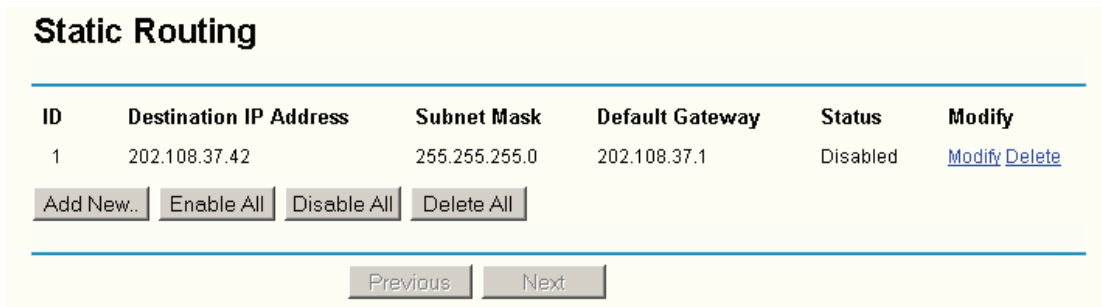 Static Routing
ID Destination IP Address Subnet Mask Default Gateway Status Modify
1 202.108.37.42 255.255.255.0 202.108.37.1 Disabled Modify Delete
Add New.. Enable All Disable All Delete All
Previous Next